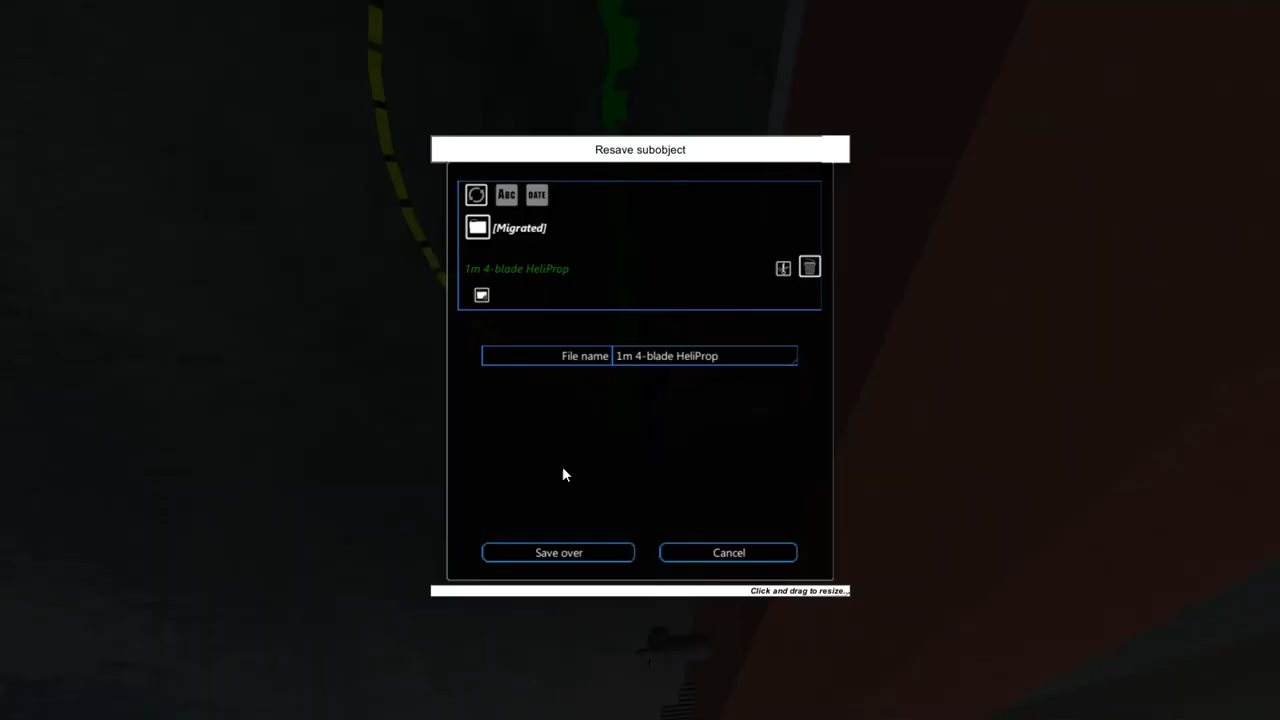 Resave subobject
ABC DATE
[Migrated]
1m 4-blade HeliProp
File name 1m 4-blade HeliProp
Save over Cancel
Click and drag to resize...